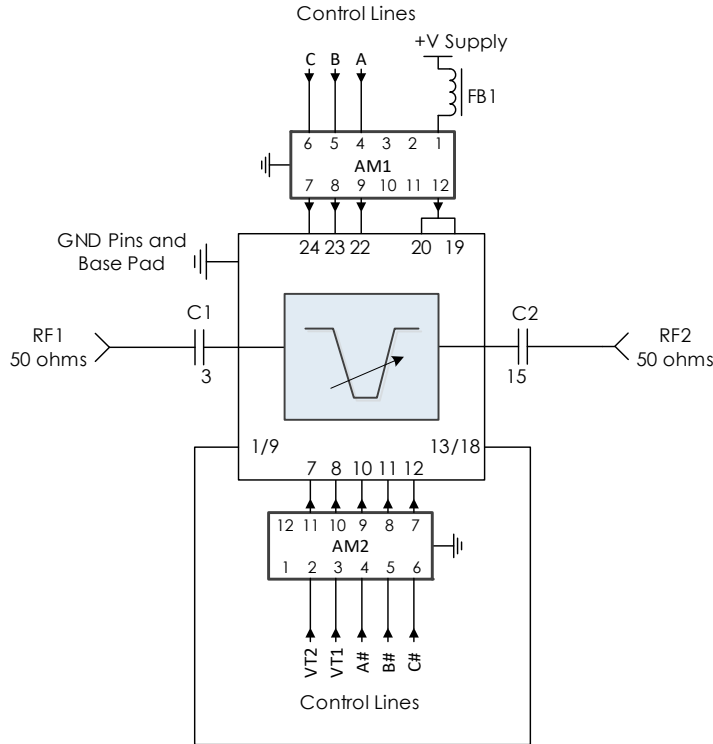 Control Lines
+V Supply
C B A
FB1
6 5 4 3 2 1
AM1
7 8 9 10 11 12
24 23 22 20 19
GND Pins and
Base Pad
C1
C2
RF1
50 ohms
RF2
50 ohms
3
15
1/9
13/18
7 8 10 11 12
12 11 10 9 8 7
AM2
1 2 3 4 5 6
VT2 VT1 A# B# C#
Control Lines